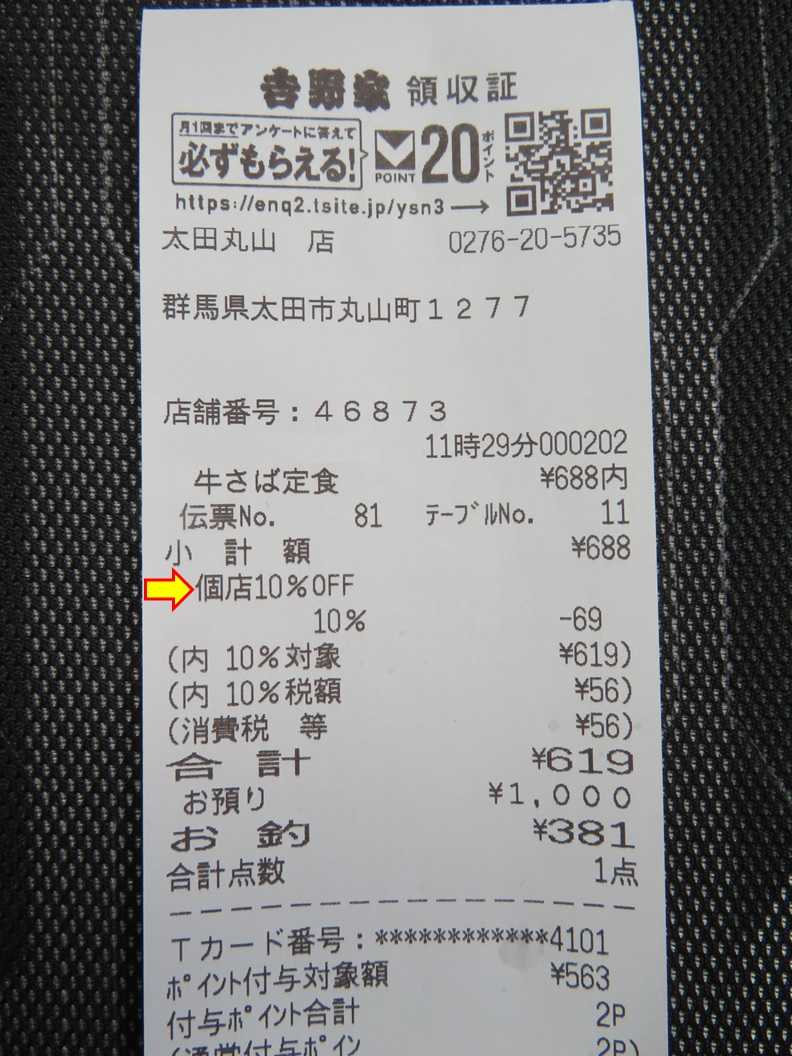 吉野家 領収証
月1回までアンケートに答えて
必ずもらえる! POINT 20 ポイント
https://enq2.tsite.jp/ysn3
太田丸山 店 0276-20-5735
群馬県太田市丸山町1277
店舗番号:46873
11時29分000202
牛さば定食 ¥688内
伝票No. 81 テーブルNo. 11
小 計 額 ¥688
個店10%OFF
10% -69
(内 10%対象 ¥619)
(内 10%税額 ¥56)
(消費税 等 ¥56)
合 計 ¥619
お預り ¥1,000
お 釣 ¥381
合計点数 1点
Tカード番号:************4101
ポイント付与対象額 ¥563
付与ポイント合計 2P
(通常付与ポイン 2P)